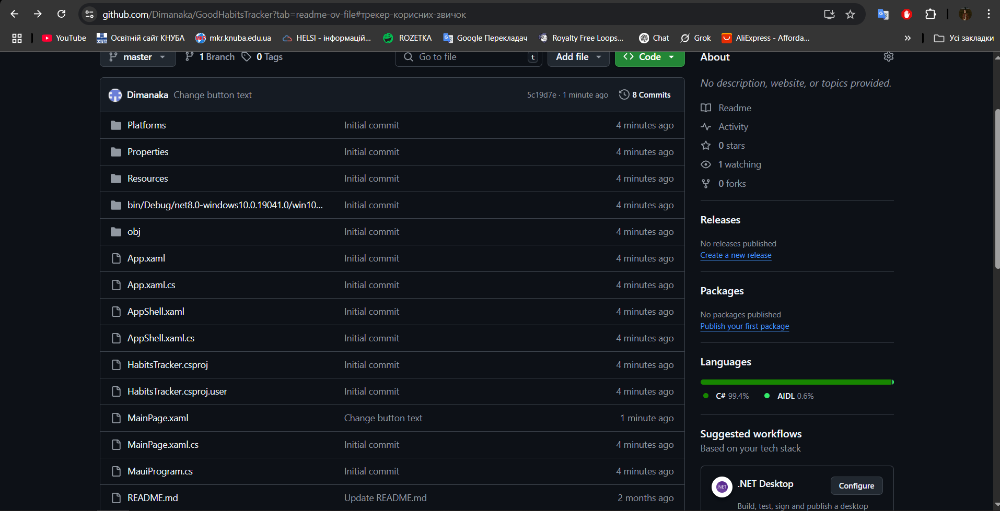 github.com/Dimanaka/GoodHabitsTracker?tab=readme-ov-file#трекер-корисних-звичок
YouTube Освітній сайт КНУБА mkr.knuba.edu.ua HELSI - інформацій... ROZETKA Google Перекладач Royalty Free Loops... Chat Grok AliExpress - Afforda... » Усі закладки
master 1 Branch 0 Tags Go to file t Add file Code
Dimanaka Change button text 5c19d7e · 1 minute ago 8 Commits
Platforms Initial commit 4 minutes ago
Properties Initial commit 4 minutes ago
Resources Initial commit 4 minutes ago
bin/Debug/net8.0-windows10.0.19041.0/win10... Initial commit 4 minutes ago
obj Initial commit 4 minutes ago
App.xaml Initial commit 4 minutes ago
App.xaml.cs Initial commit 4 minutes ago
AppShell.xaml Initial commit 4 minutes ago
AppShell.xaml.cs Initial commit 4 minutes ago
HabitsTracker.csproj Initial commit 4 minutes ago
HabitsTracker.csproj.user Initial commit 4 minutes ago
MainPage.xaml Change button text 1 minute ago
MainPage.xaml.cs Initial commit 4 minutes ago
MauiProgram.cs Initial commit 4 minutes ago
README.md Update README.md 2 months ago
About
No description, website, or topics provided.
Readme
Activity
0 stars
1 watching
0 forks
Releases
No releases published
Create a new release
Packages
No packages published
Publish your first package
Languages
C# 99.4% AIDL 0.6%
Suggested workflows
Based on your tech stack
.NET .NET Desktop Configure
Build, test, sign and publish a desktop